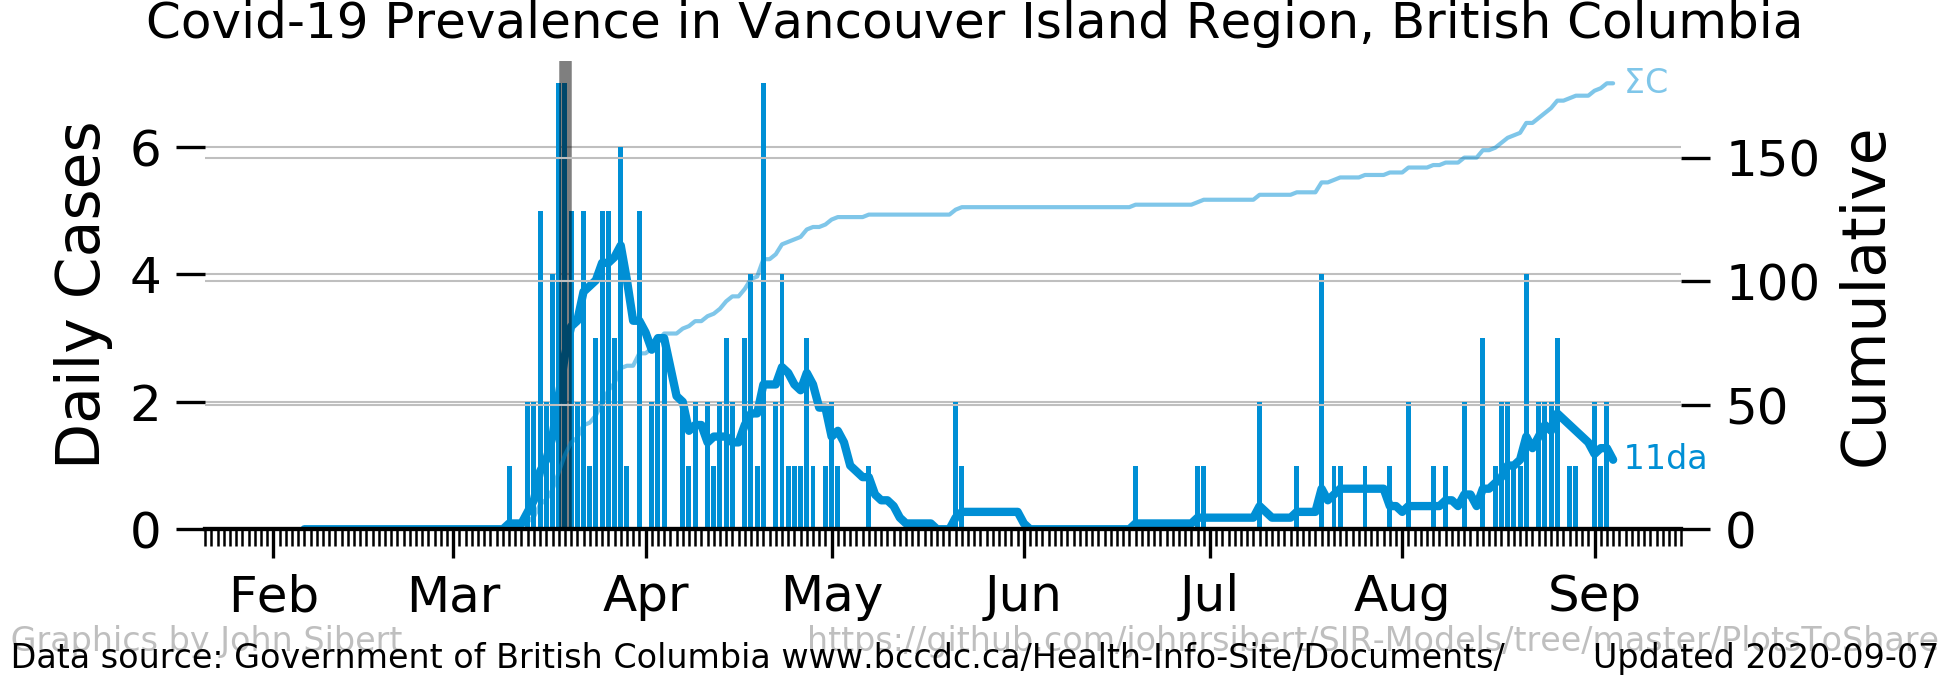 Covid-19 Prevalence in Vancouver Island Region, British Columbia
ΣC
Daily Cases
6
4
2
0
150
100
50
0
Cumulative
11da
Feb Mar Apr May Jun Jul Aug Sep
Graphics by John Sibert https://github.com/johnrsibert/SIR-Models/tree/master/PlotsToShare
Data source: Government of British Columbia www.bccdc.ca/Health-Info-Site/Documents/ Updated 2020-09-07